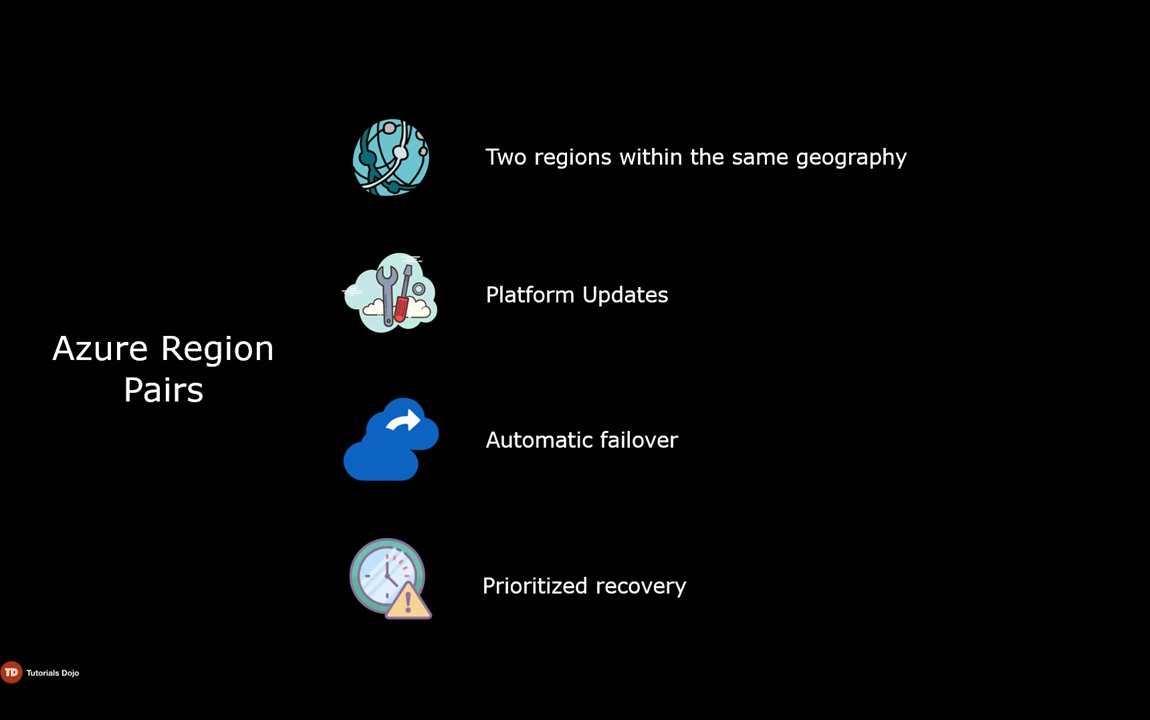 Two regions within the same geography
Platform Updates
Azure Region
Pairs
Automatic failover
Prioritized recovery
TD Tutorials Dojo